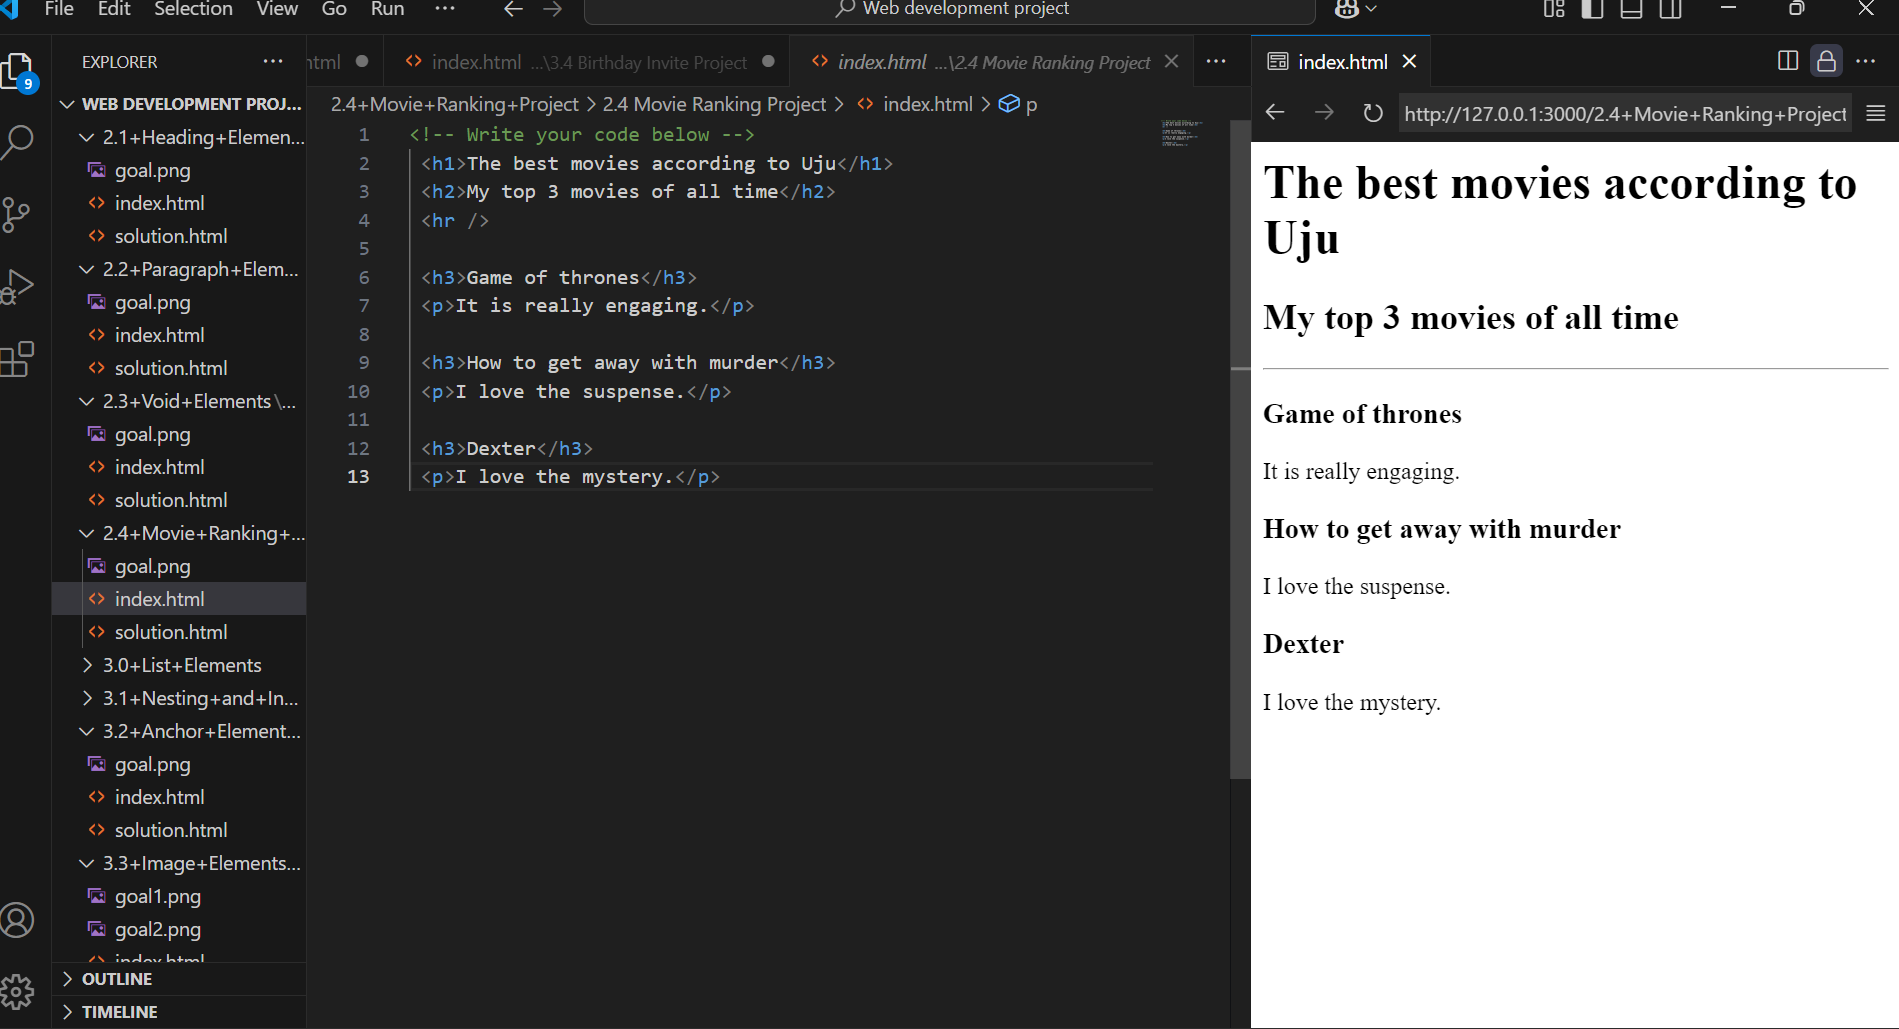 File Edit Selection View Go Run ··· Web development project
EXPLORER ···
9
WEB DEVELOPMENT PROJ...
2.1+Heading+Elemen...
goal.png
index.html
solution.html
2.2+Paragraph+Elem...
goal.png
index.html
solution.html
2.3+Void+Elements\...
goal.png
index.html
solution.html
2.4+Movie+Ranking+...
goal.png
index.html
solution.html
3.0+List+Elements
3.1+Nesting+and+In...
3.2+Anchor+Element...
goal.png
index.html
solution.html
3.3+Image+Elements...
goal1.png
goal2.png
index.html
OUTLINE
TIMELINE
html index.html ...\3.4 Birthday Invite Project index.html ...\2.4 Movie Ranking Project ···
2.4+Movie+Ranking+Project > 2.4 Movie Ranking Project > index.html > p
1 <!-- Write your code below -->
2 <h1>The best movies according to Uju</h1>
3 <h2>My top 3 movies of all time</h2>
4 <hr />
5
6 <h3>Game of thrones</h3>
7 <p>It is really engaging.</p>
8
9 <h3>How to get away with murder</h3>
10 <p>I love the suspense.</p>
11
12 <h3>Dexter</h3>
13 <p>I love the mystery.</p>
index.html ···
http://127.0.0.1:3000/2.4+Movie+Ranking+Project
The best movies according to
Uju
My top 3 movies of all time
Game of thrones
It is really engaging.
How to get away with murder
I love the suspense.
Dexter
I love the mystery.